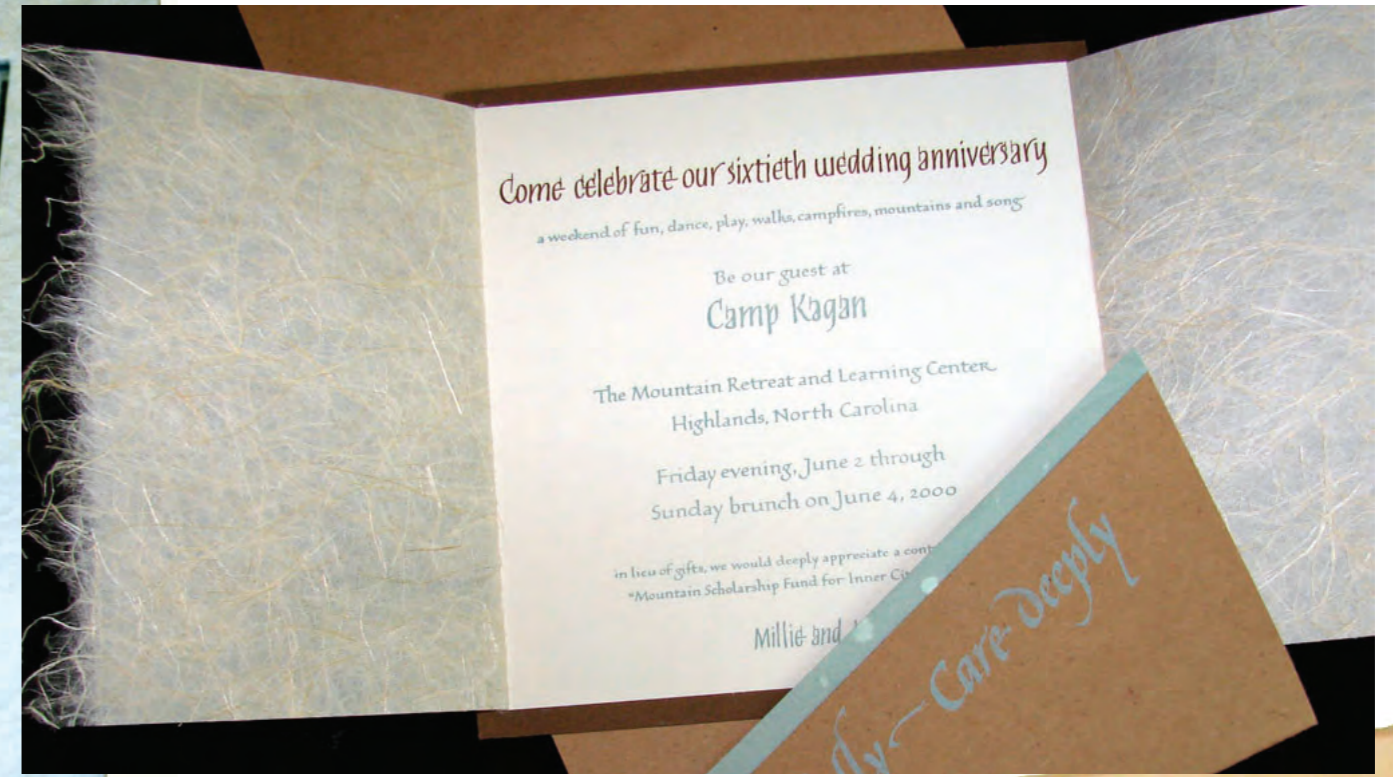 Come celebrate our sixtieth wedding anniversary
a weekend of fun, dance, play, walks, campfires, mountains and song
Be our guest at
Camp Kagan
The Mountain Retreat and Learning Center
Highlands, North Carolina
Friday evening, June 2 through
Sunday brunch on June 4, 2000
in lieu of gifts, we would deeply appreciate a
"Mountain Scholarship Fund for Inner
Millie and
Care deeply